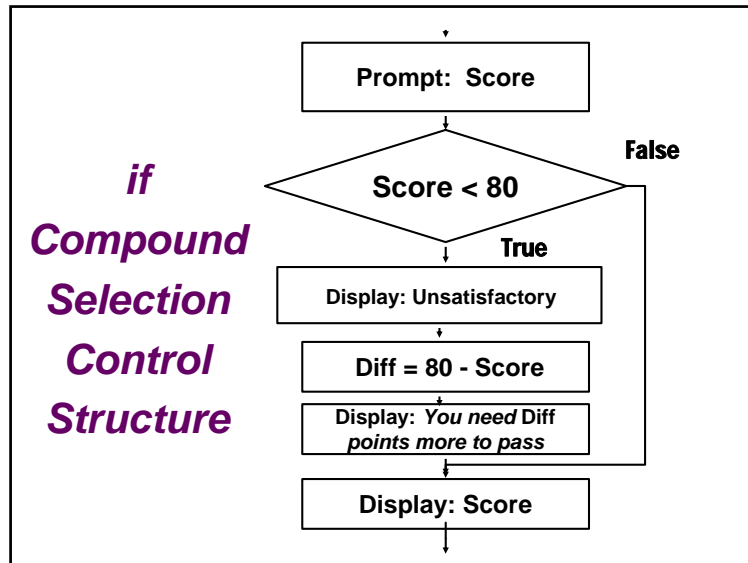 if
Compound
Selection
Control
Structure
Prompt: Score
Score < 80
False
True
Display: Unsatisfactory
Diff = 80 - Score
Display: You need Diff
points more to pass
Display: Score